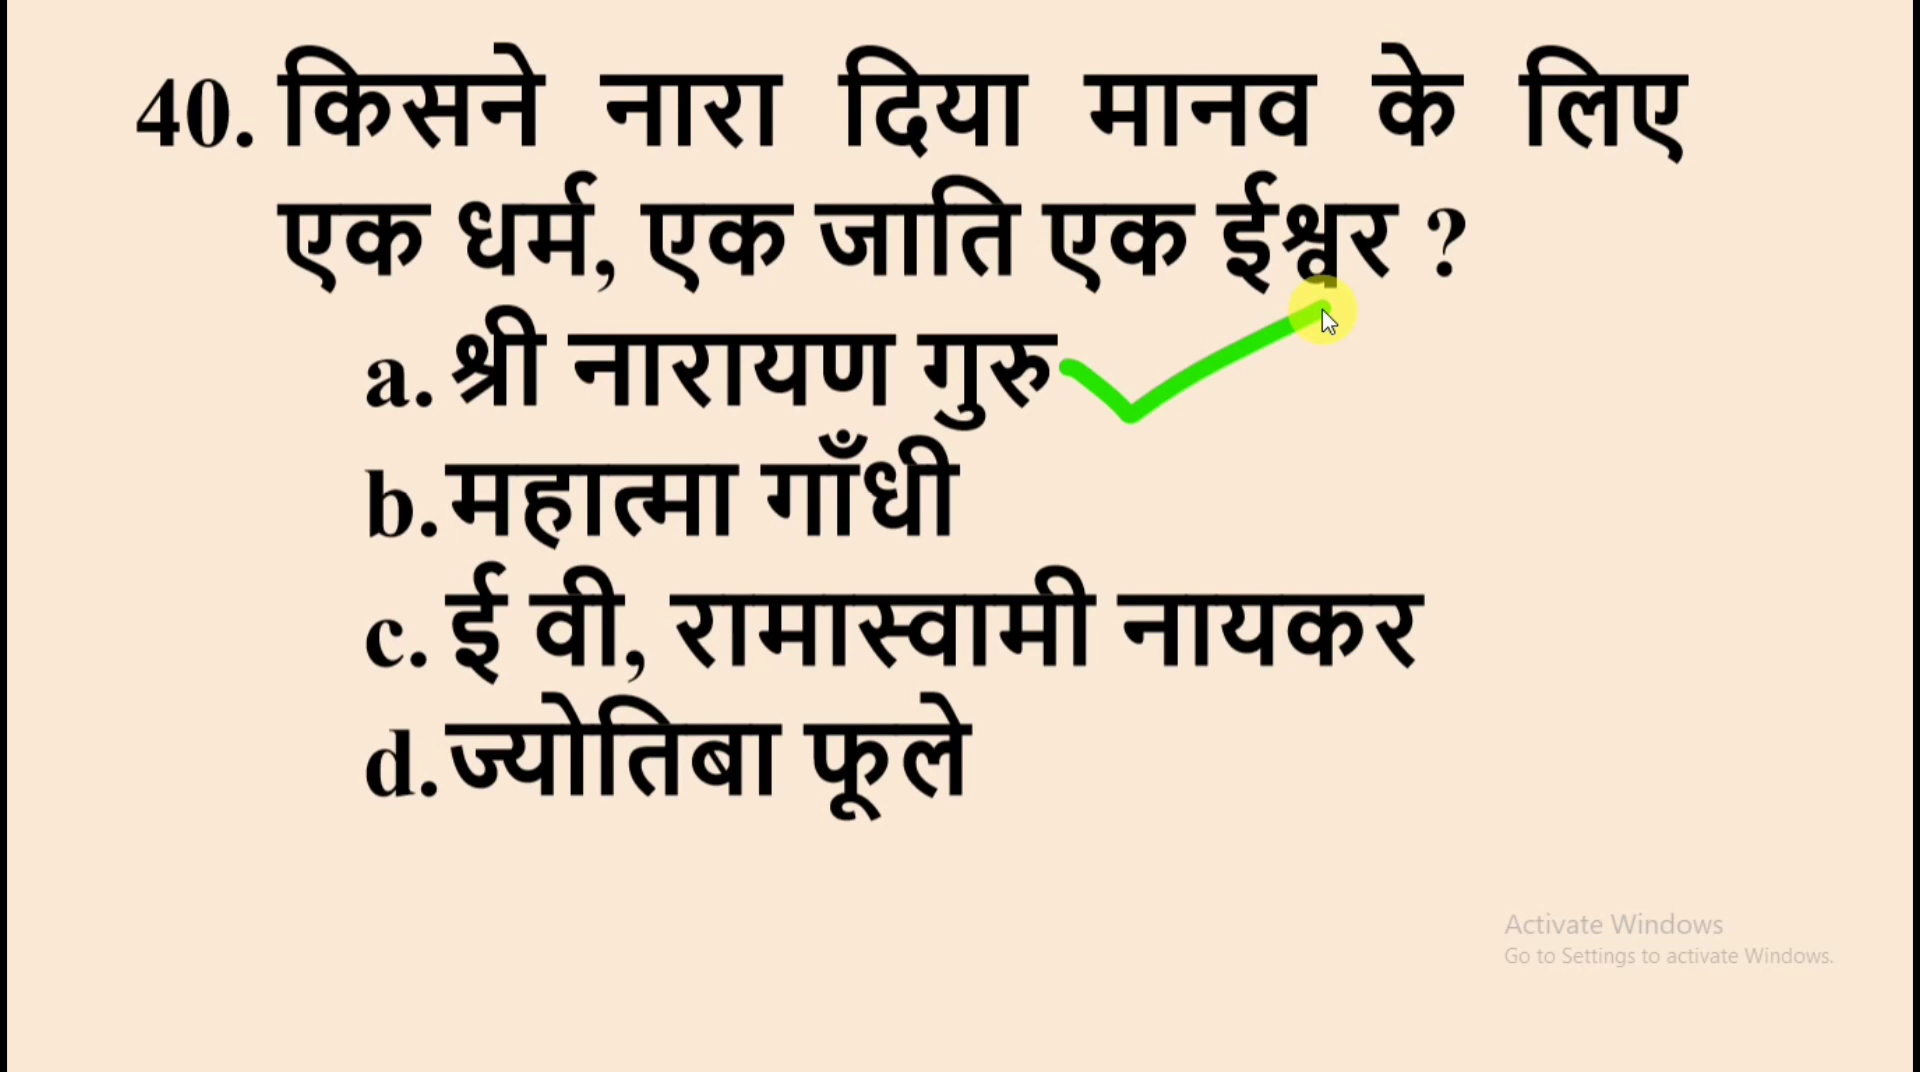 40. किसने नारा दिया मानव के लिए
एक धर्म, एक जाति एक ईश्वर ?
a. श्री नारायण गुरु
b. महात्मा गाँधी
c. ई वी, रामास्वामी नायकर
d. ज्योतिबा फूले
Activate Windows
Go to Settings to activate Windows.